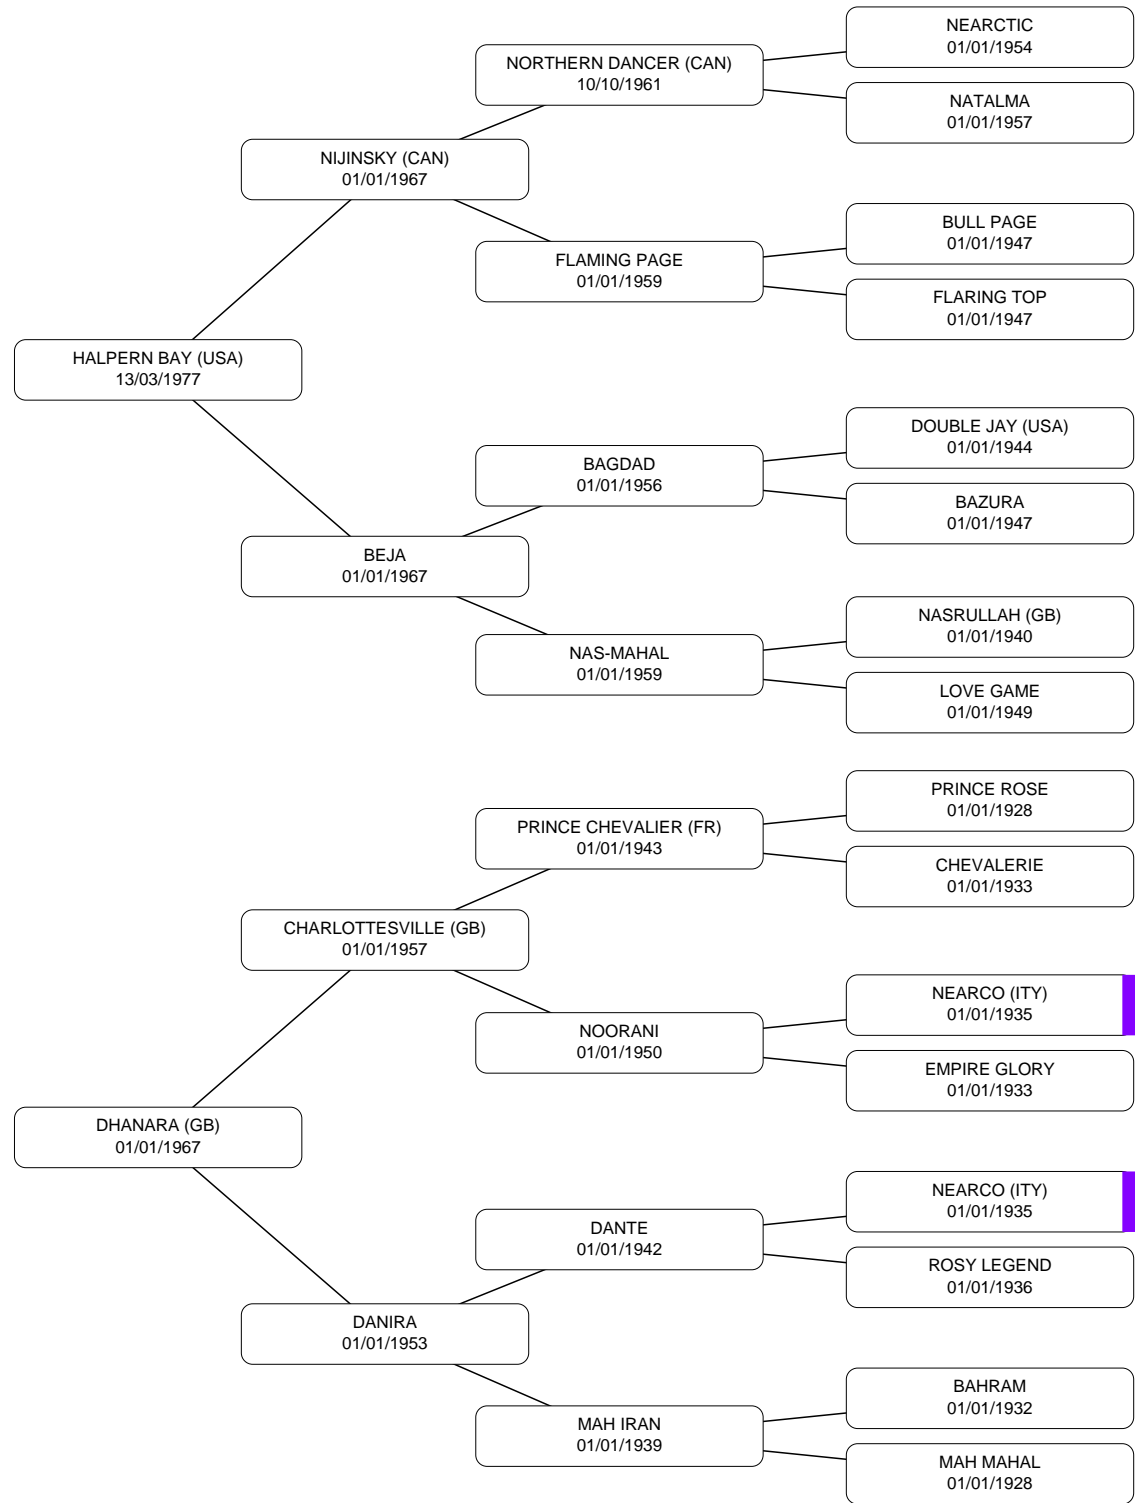 NEARCTIC
01/01/1954
NORTHERN DANCER (CAN)
10/10/1961
NATALMA
01/01/1957
NIJINSKY (CAN)
01/01/1967
BULL PAGE
01/01/1947
FLAMING PAGE
01/01/1959
FLARING TOP
01/01/1947
HALPERN BAY (USA)
13/03/1977
DOUBLE JAY (USA)
01/01/1944
BAGDAD
01/01/1956
BAZURA
01/01/1947
BEJA
01/01/1967
NASRULLAH (GB)
01/01/1940
NAS-MAHAL
01/01/1959
LOVE GAME
01/01/1949
PRINCE ROSE
01/01/1928
PRINCE CHEVALIER (FR)
01/01/1943
CHEVALERIE
01/01/1933
CHARLOTTESVILLE (GB)
01/01/1957
NEARCO (ITY)
01/01/1935
NOORANI
01/01/1950
EMPIRE GLORY
01/01/1933
DHANARA (GB)
01/01/1967
NEARCO (ITY)
01/01/1935
DANTE
01/01/1942
ROSY LEGEND
01/01/1936
DANIRA
01/01/1953
BAHRAM
01/01/1932
MAH IRAN
01/01/1939
MAH MAHAL
01/01/1928